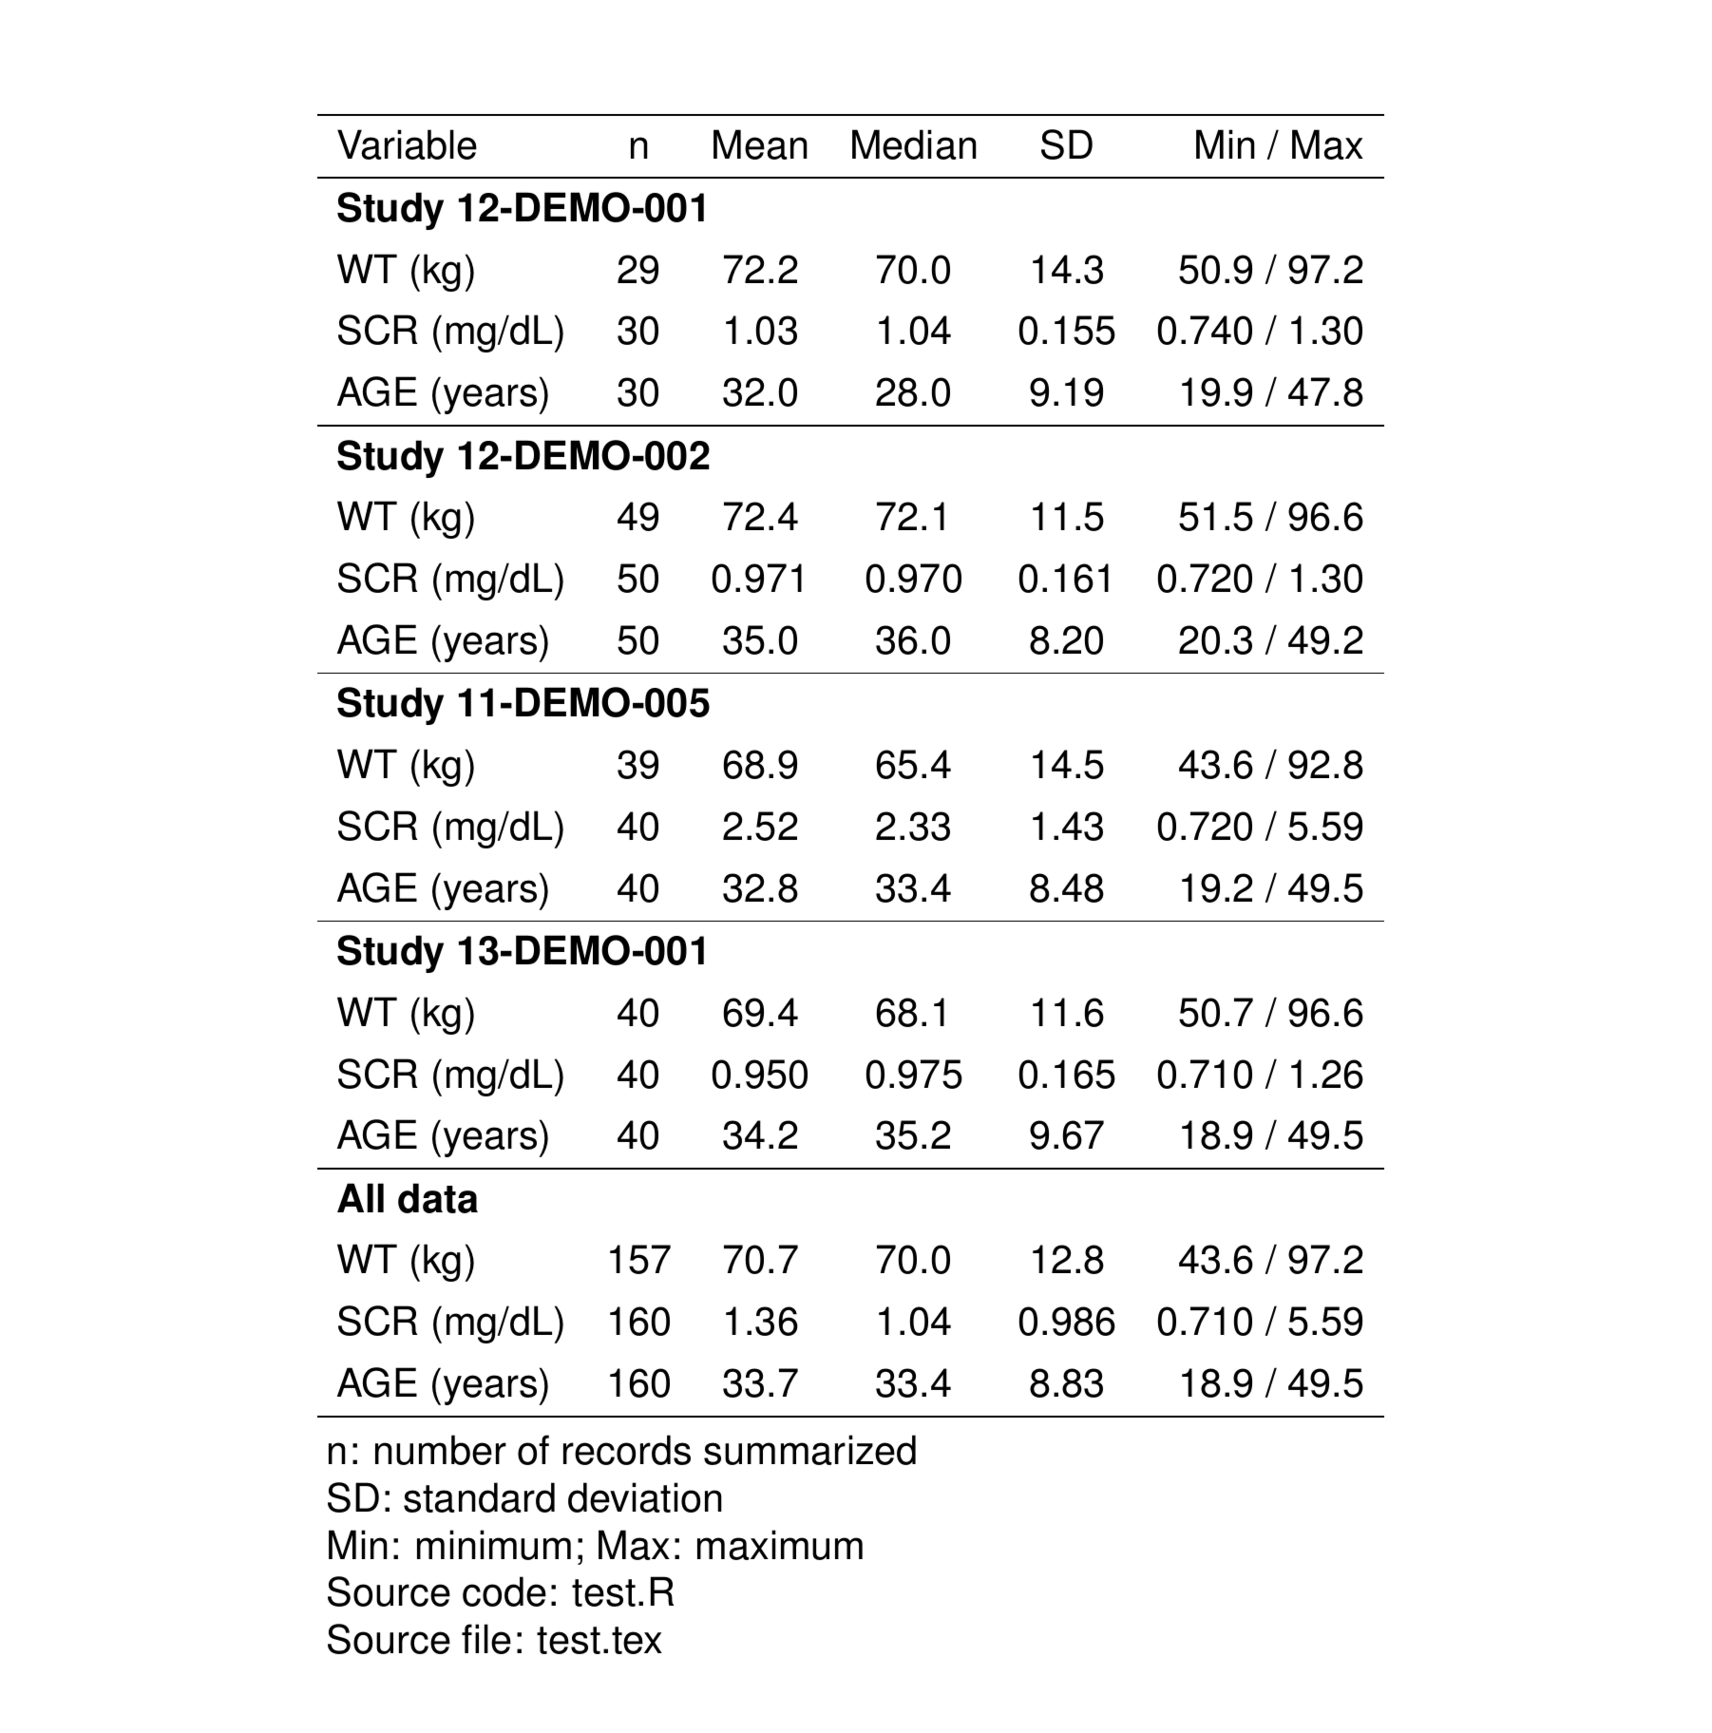 Variable n Mean Median SD Min / Max
Study 12-DEMO-001
WT (kg) 29 72.2 70.0 14.3 50.9 / 97.2
SCR (mg/dL) 30 1.03 1.04 0.155 0.740 / 1.30
AGE (years) 30 32.0 28.0 9.19 19.9 / 47.8
Study 12-DEMO-002
WT (kg) 49 72.4 72.1 11.5 51.5 / 96.6
SCR (mg/dL) 50 0.971 0.970 0.161 0.720 / 1.30
AGE (years) 50 35.0 36.0 8.20 20.3 / 49.2
Study 11-DEMO-005
WT (kg) 39 68.9 65.4 14.5 43.6 / 92.8
SCR (mg/dL) 40 2.52 2.33 1.43 0.720 / 5.59
AGE (years) 40 32.8 33.4 8.48 19.2 / 49.5
Study 13-DEMO-001
WT (kg) 40 69.4 68.1 11.6 50.7 / 96.6
SCR (mg/dL) 40 0.950 0.975 0.165 0.710 / 1.26
AGE (years) 40 34.2 35.2 9.67 18.9 / 49.5
All data
WT (kg) 157 70.7 70.0 12.8 43.6 / 97.2
SCR (mg/dL) 160 1.36 1.04 0.986 0.710 / 5.59
AGE (years) 160 33.7 33.4 8.83 18.9 / 49.5
n: number of records summarized
SD: standard deviation
Min: minimum; Max: maximum
Source code: test.R
Source file: test.tex